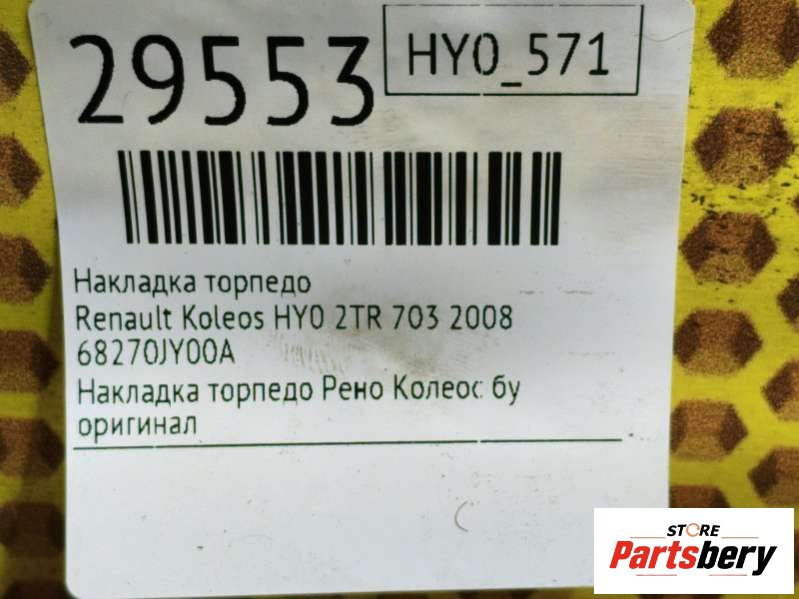 29553
HY0_571
Накладка торпедо
Renault Koleos HY0 2TR 703 2008
68270JY00A
Накладка торпедо Рено Колеос бу
оригинал
STORE
Partsbery